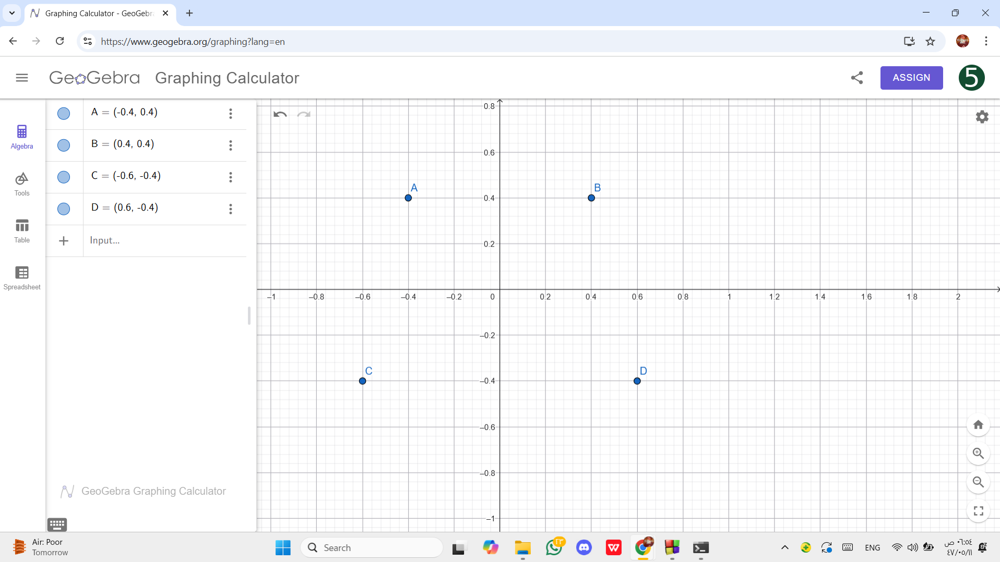 Graphing Calculator - GeoGebra
https://www.geogebra.org/graphing?lang=en
GeoGebra Graphing Calculator
ASSIGN
5
Algebra
Tools
Table
Spreadsheet
A = (-0.4, 0.4)
B = (0.4, 0.4)
C = (-0.6, -0.4)
D = (0.6, -0.4)
+ Input...
GeoGebra Graphing Calculator
0.8
0.6
A B
0.4
0.2
–1 –0.8 –0.6 –0.4 –0.2 0 0.2 0.4 0.6 0.8 1 1.2 1.4 1.6 1.8 2
–0.2
C D
–0.4
–0.6
–0.8
–1
Air: Poor
Tomorrow
Search
٢٣
ENG
٠٦:٥٤ ص
٤٧/٠٥/١١